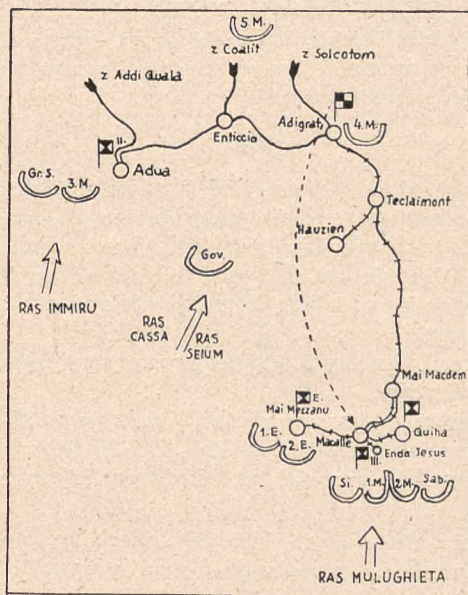 5. M.
z Coalit
z Solcotom
z Addi Quala
Adigrat
4. M.
Enticcio
II.
Adua
Gr. S.
3. M.
Teclaimont
Hauzien
Gov.
RAS IMMIRU
RAS
CASSA
RAS
SEIUM
Mai Macdem
E.
Mai Mezzanu
1. E.
2. E.
Macalle
Quiha
Enda Jesus
III.
Si.
1. M.
2. M.
Sab.
RAS MULUGHIETA